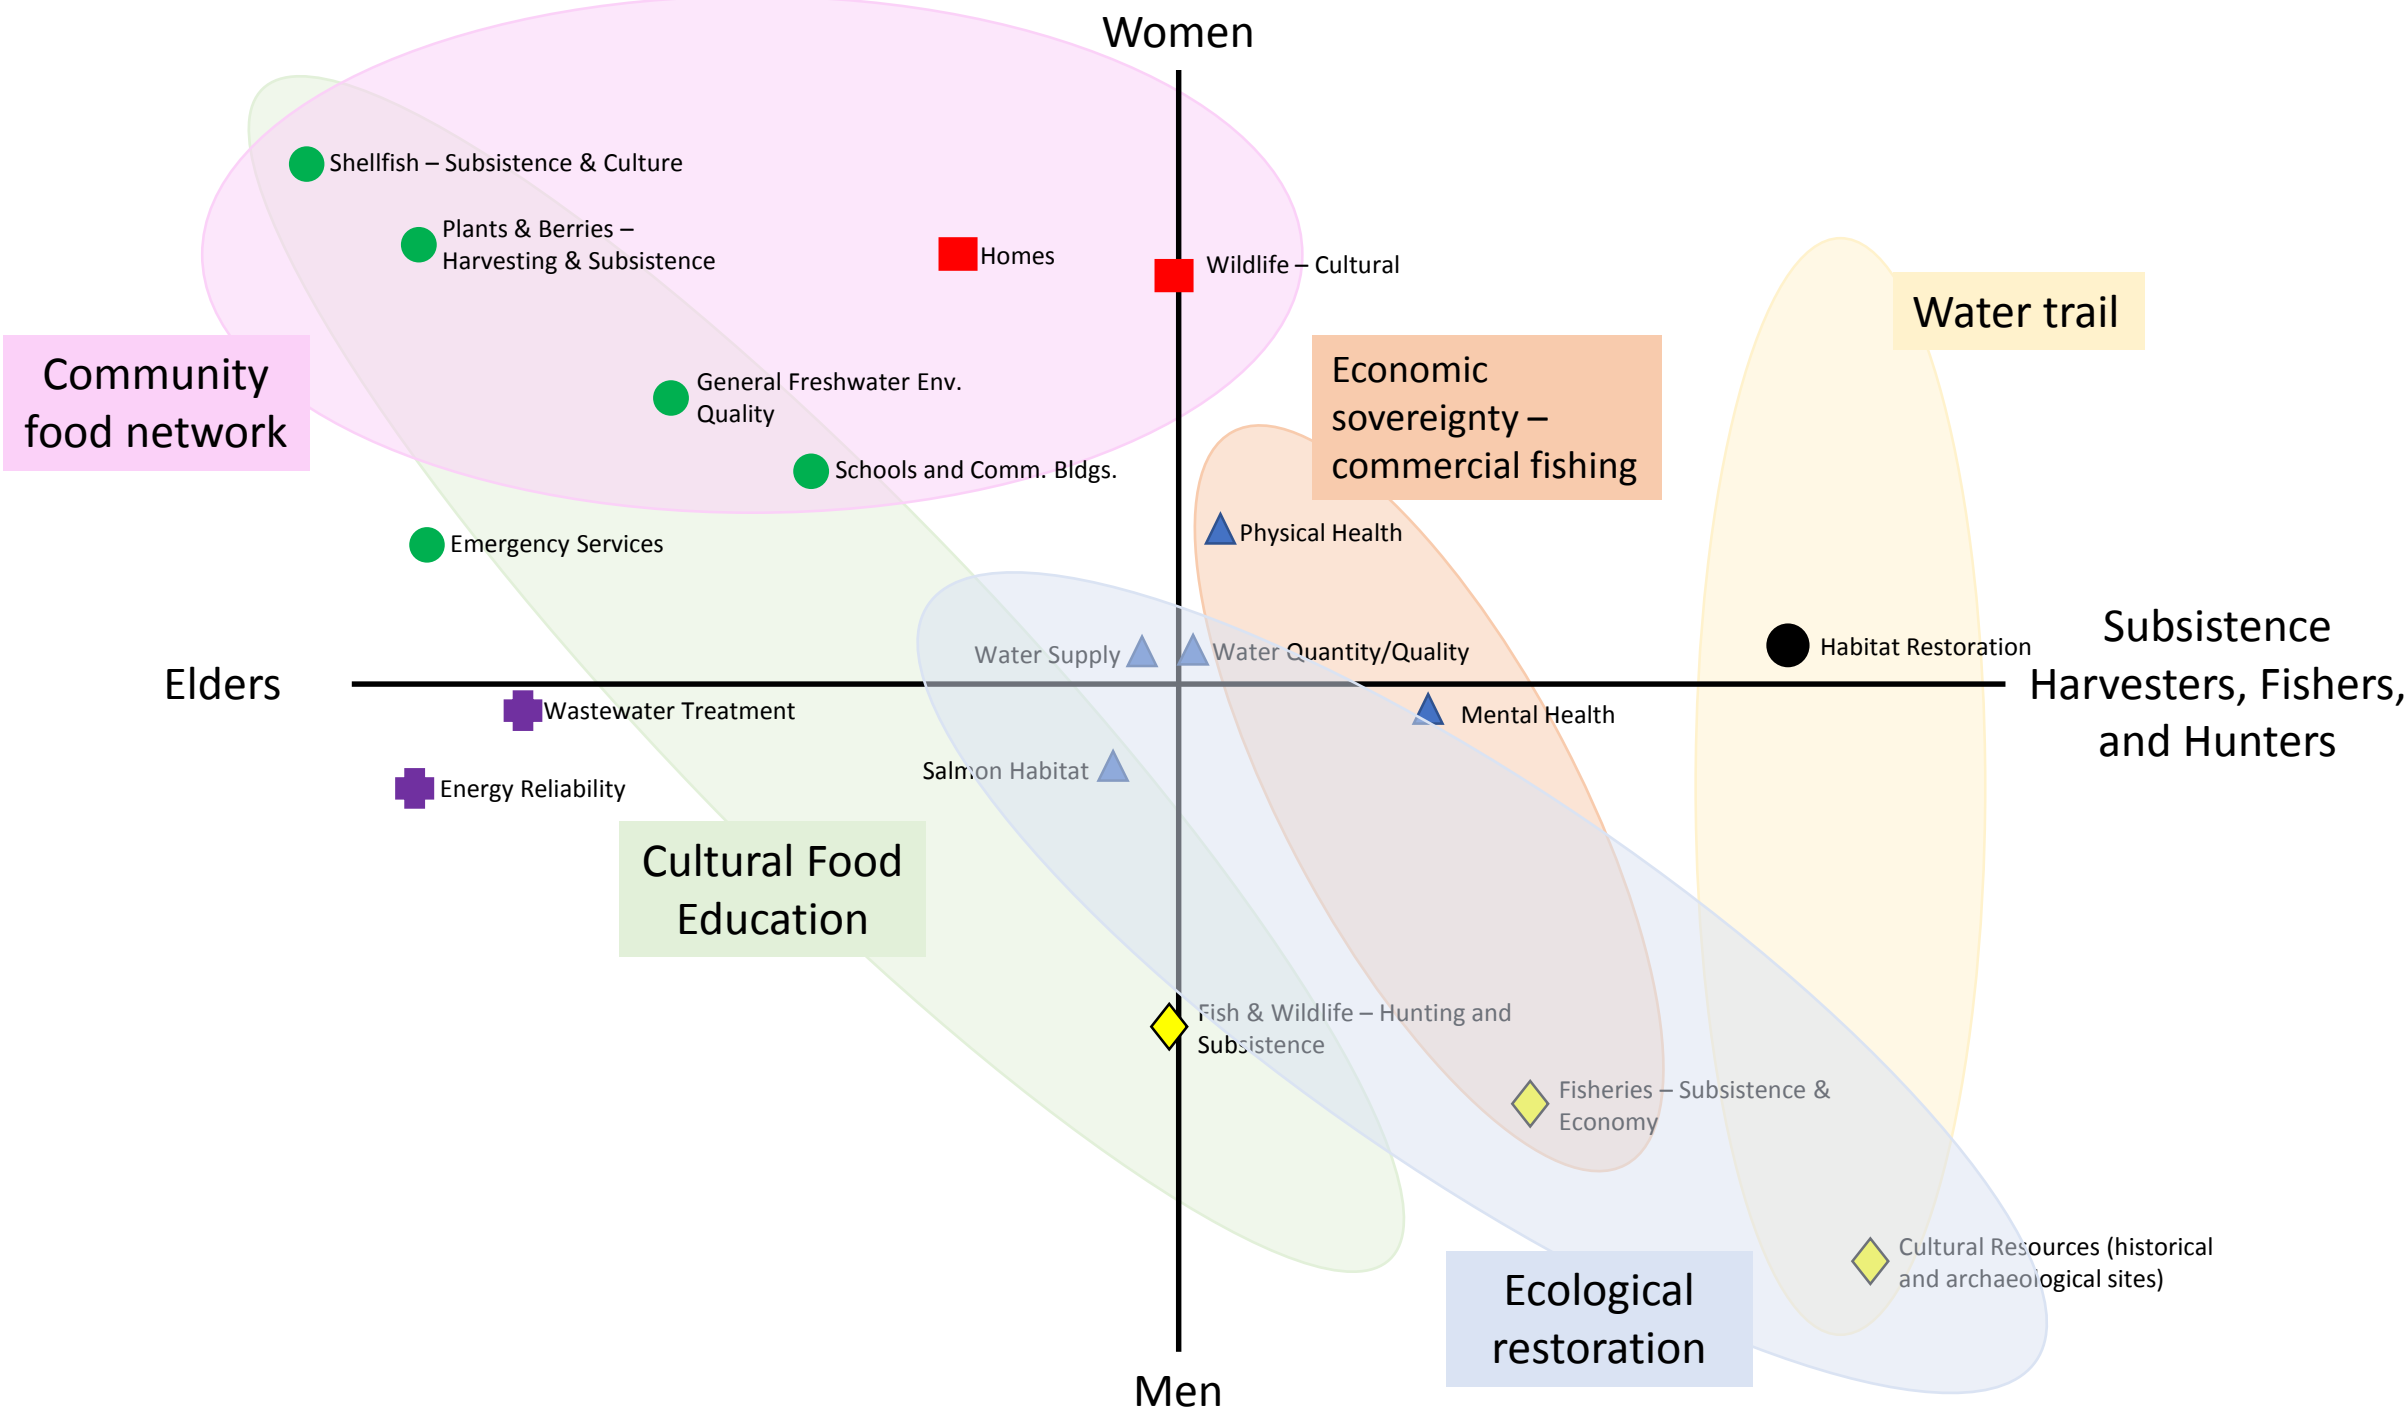 Women
Shellfish – Subsistence & Culture
Plants & Berries –
Harvesting & Subsistence
Homes
Wildlife – Cultural
Water trail
Community
food network
General Freshwater Env.
Quality
Economic
sovereignty –
commercial fishing
Schools and Comm. Bldgs.
Emergency Services
Physical Health
Water Supply
Water Quantity/Quality
Habitat Restoration
Subsistence
Harvesters, Fishers,
and Hunters
Elders
Wastewater Treatment
Mental Health
Salmon Habitat
Energy Reliability
Cultural Food
Education
Fish & Wildlife – Hunting and
Subsistence
Fisheries – Subsistence &
Economy
Cultural Resources (historical
and archaeological sites)
Ecological
restoration
Men